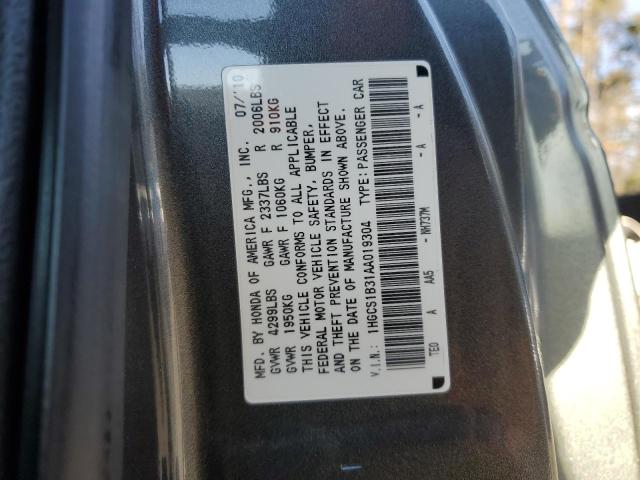 MFD. BY HONDA OF AMERICA MFG., INC. 07/10
GVWR 4299LBS GAWR F 2337LBS R 2006LBS
GVWR 1950KG GAWR F 1060KG R 910KG
THIS VEHICLE CONFORMS TO ALL APPLICABLE
FEDERAL MOTOR VEHICLE SAFETY, BUMPER,
AND THEFT PREVENTION STANDARDS IN EFFECT
ON THE DATE OF MANUFACTURE SHOWN ABOVE.
V.I.N.: 1HGCS1B31AA019304 TYPE: PASSENGER CAR
TE0 A AA5 - NH737M - A - A